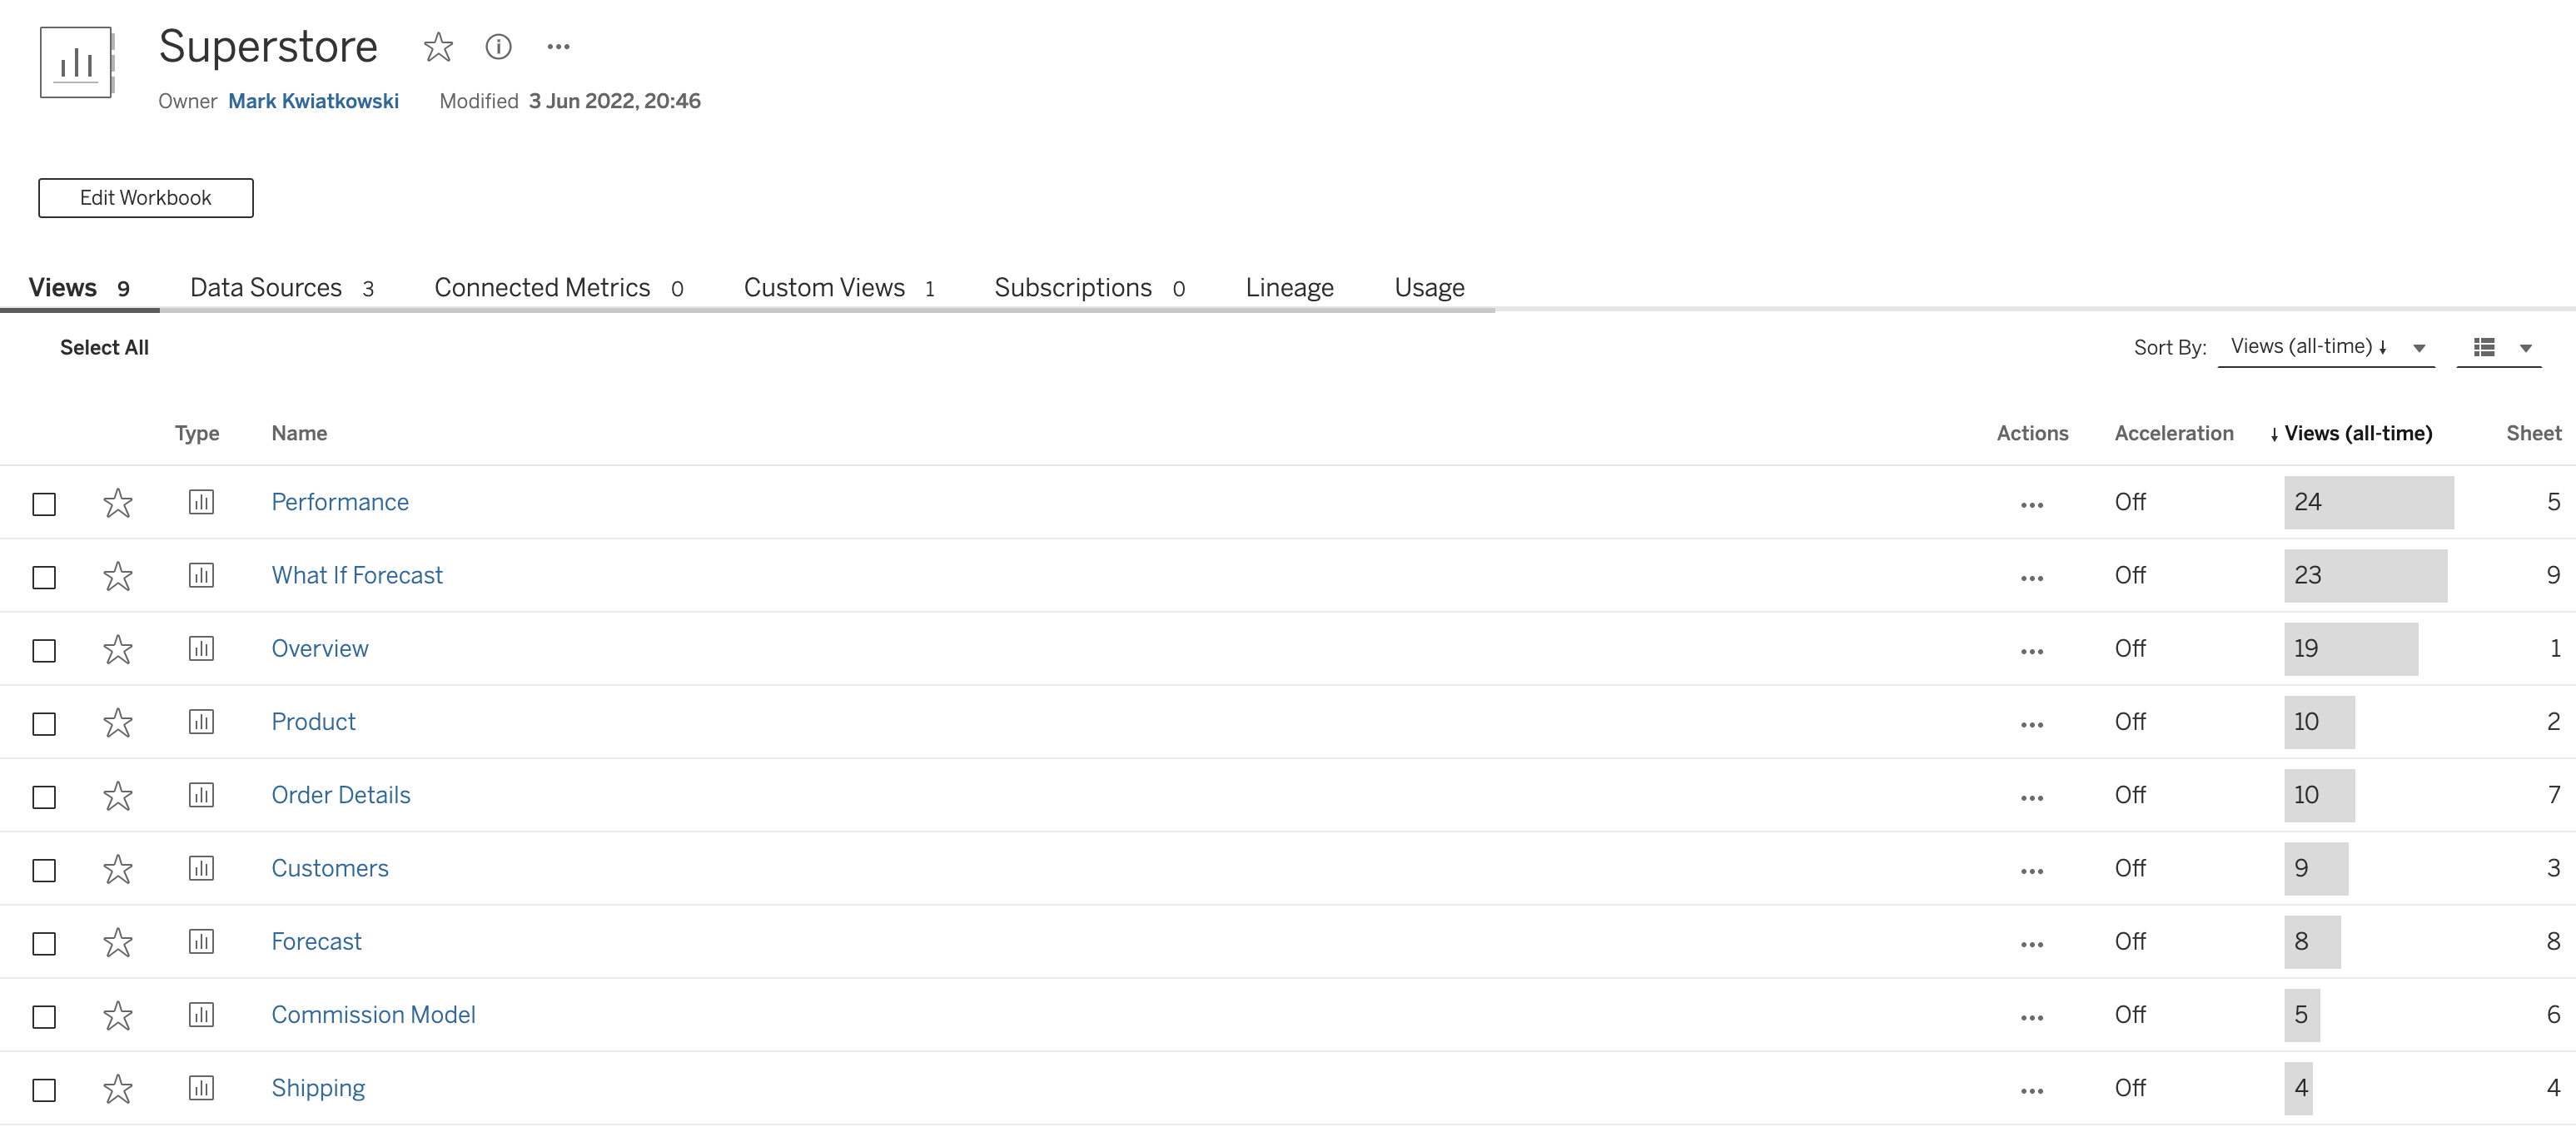 Superstore
Owner Mark Kwiatkowski Modified 3 Jun 2022, 20:46
Edit Workbook
Views 9 Data Sources 3 Connected Metrics 0 Custom Views 1 Subscriptions 0 Lineage Usage
Select All Sort By: Views (all-time) ↓
Type Name Actions Acceleration ↓ Views (all-time) Sheet
Performance ... Off 24 5
What If Forecast ... Off 23 9
Overview ... Off 19 1
Product ... Off 10 2
Order Details ... Off 10 7
Customers ... Off 9 3
Forecast ... Off 8 8
Commission Model ... Off 5 6
Shipping ... Off 4 4